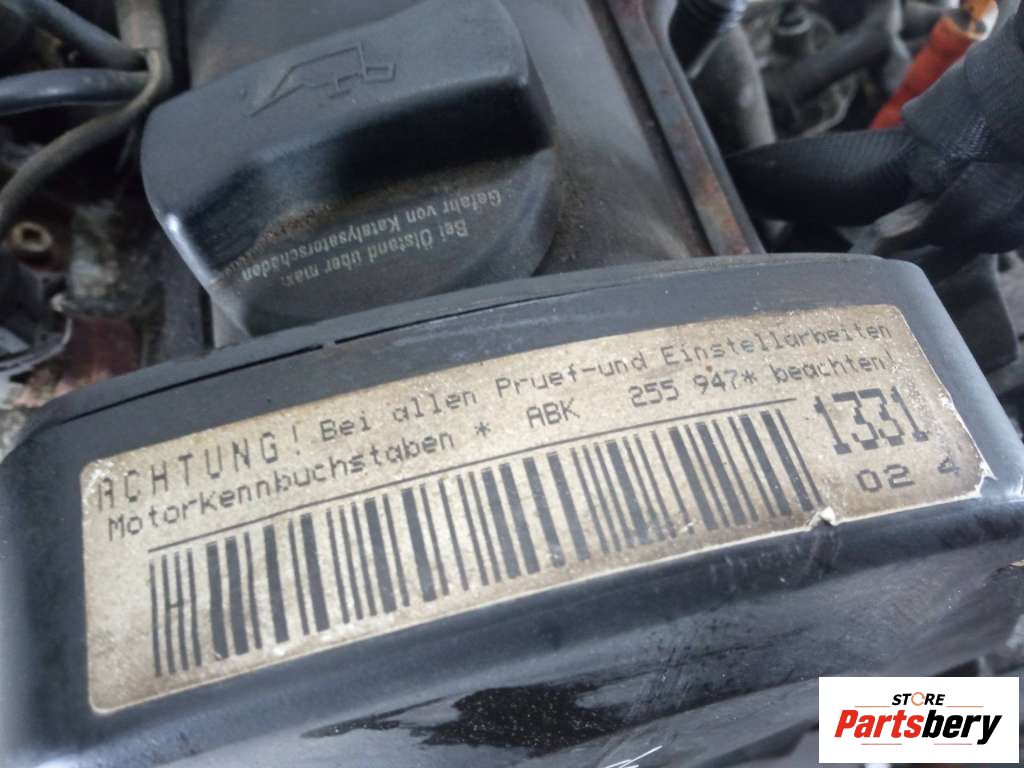 Bei Ölstand über max.
Gefahr von Katalysatorschäden
ACHTUNG! Bei allen Pruef-und Einstellarbeiten
Motorkennbuchstaben * ABK 255 947* beachten!
1331
02 4
STORE
Partsbery